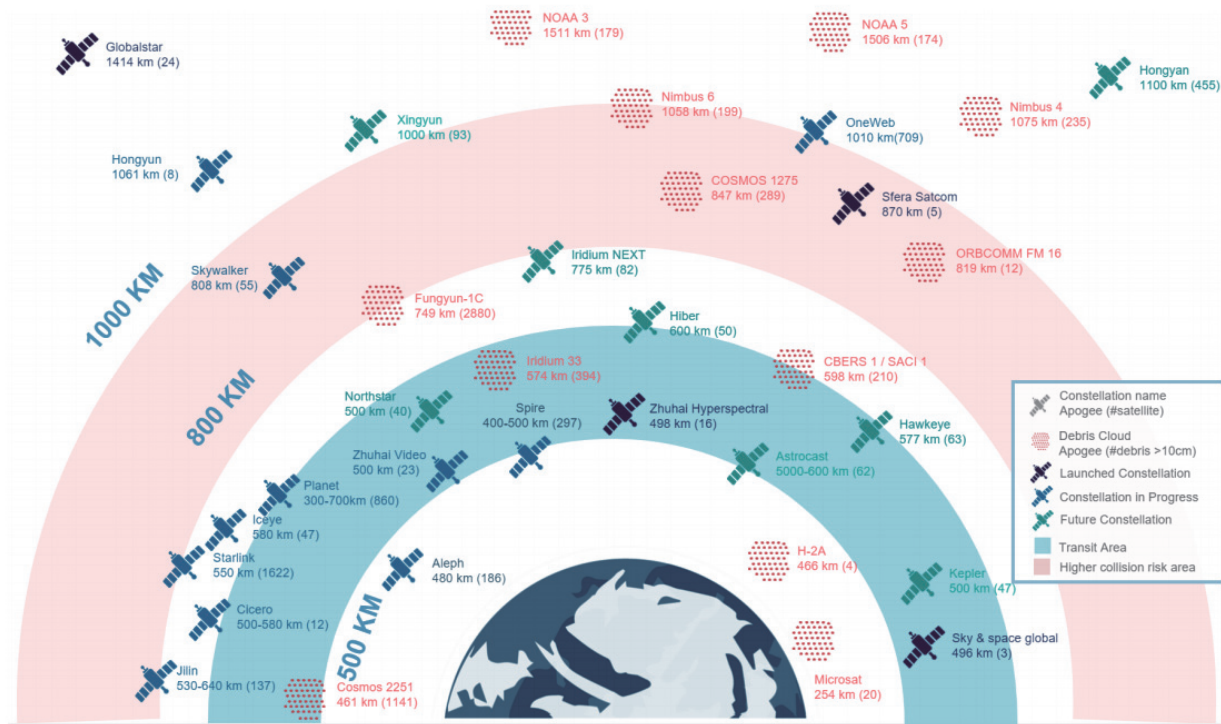 NOAA 3
1511 km (179)
NOAA 5
1506 km (174)
Globalstar
1414 km (24)
Hongyan
1100 km (455)
Nimbus 6
1058 km (199)
Nimbus 4
1075 km (235)
Xingyun
1000 km (93)
OneWeb
1010 km(709)
Hongyun
1061 km (8)
COSMOS 1275
847 km (289)
Sfera Satcom
870 km (5)
Iridium NEXT
775 km (82)
ORBCOMM FM 16
819 km (12)
Skywalker
808 km (55)
1000 KM
Fungyun-1C
749 km (2880)
Hiber
600 km (50)
Iridium 33
574 km (394)
CBERS 1 / SACI 1
598 km (210)
800 KM
Northstar
500 km (40)
Spire
400-500 km (297)
Zhuhai Hyperspectral
498 km (16)
Hawkeye
577 km (63)
Zhuhai Video
500 km (23)
Astrocast
5000-600 km (62)
Planet
300-700km (860)
Iceye
580 km (47)
Starlink
550 km (1622)
Aleph
480 km (186)
H-2A
466 km (4)
Kepler
500 km (47)
Cicero
500-580 km (12)
500 KM
Sky & space global
496 km (3)
Jilin
530-640 km (137)
Cosmos 2251
461 km (1141)
Microsat
254 km (20)
Constellation name
Apogee (#satellite)
Debris Cloud
Apogee (#debris >10cm)
Launched Constellation
Constellation in Progress
Future Constellation
Transit Area
Higher collision risk area